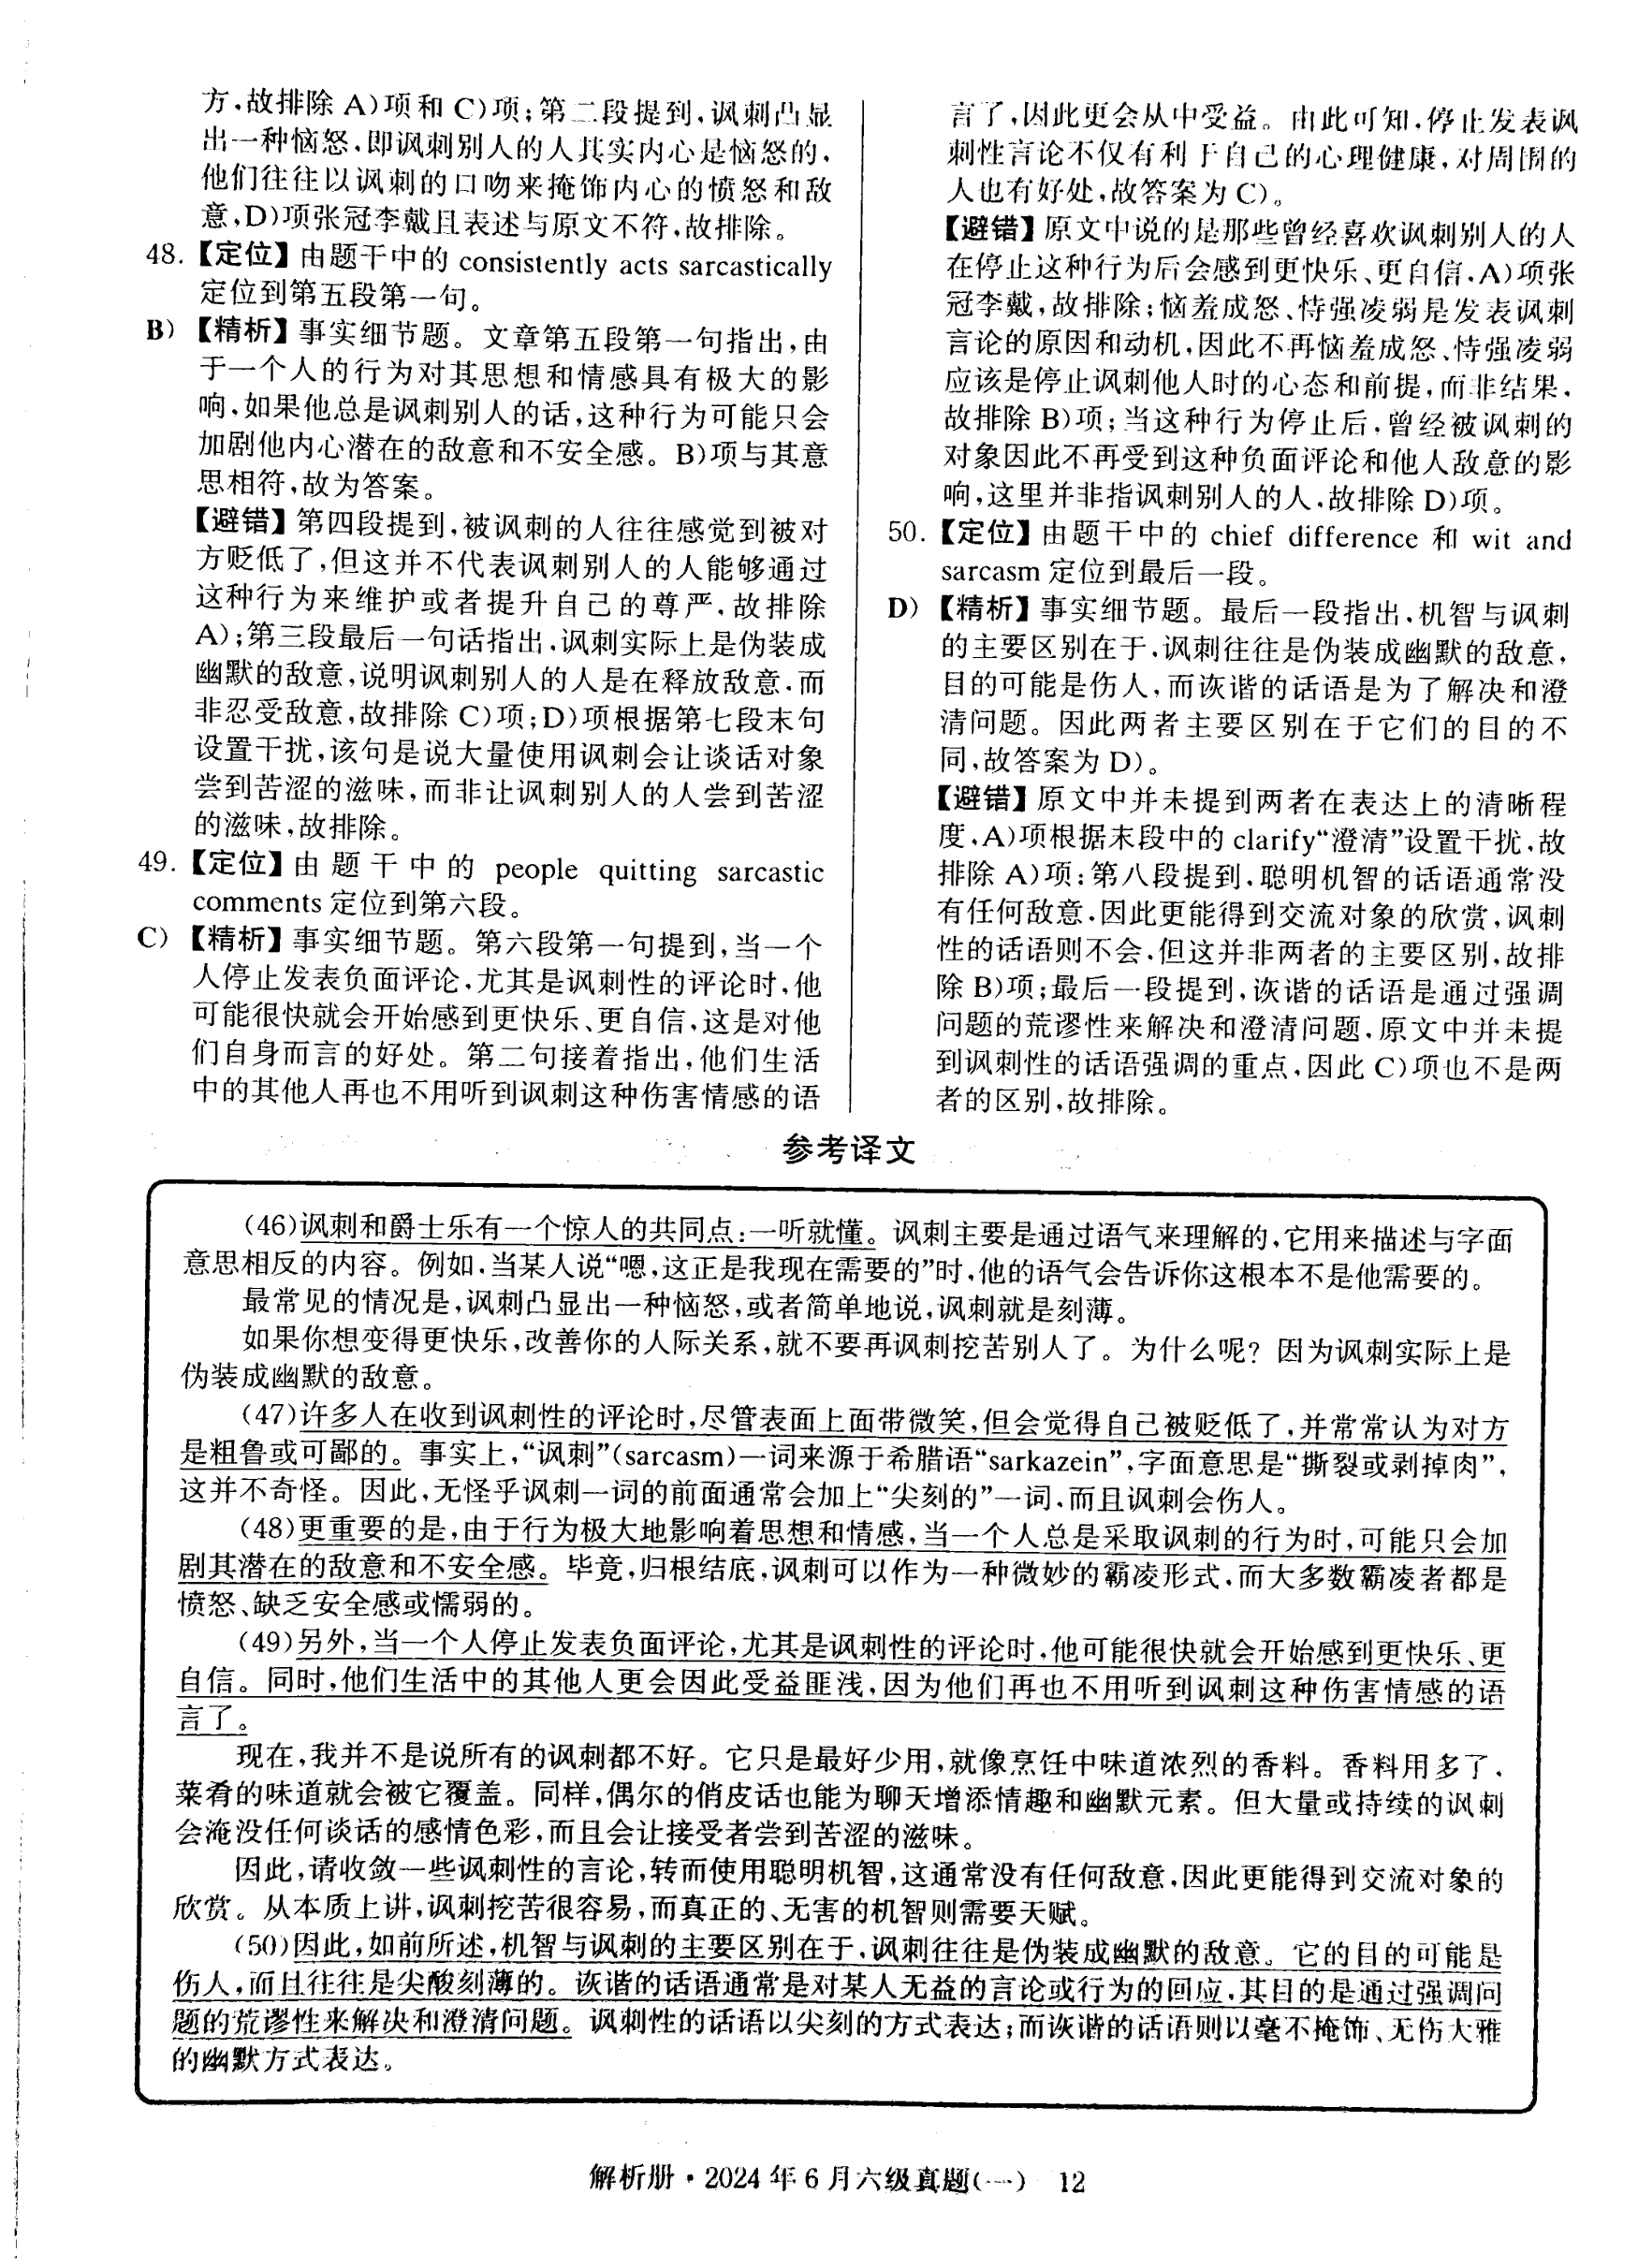 方,故排除 A)项和 C)项;第二段提到,讽刺凸显
出一种恼怒,即讽刺别人的人其实内心是恼怒的,
他们往往以讽刺的口吻来掩饰内心的愤怒和敌
意,D)项张冠李戴且表述与原文不符,故排除。
48.【定位】由题干中的 consistently acts sarcastically
定位到第五段第一句。
B)【精析】事实细节题。文章第五段第一句指出,由
于一个人的行为对其思想和情感具有极大的影
响,如果他总是讽刺别人的话,这种行为可能只会
加剧他内心潜在的敌意和不安全感。B)项与其意
思相符,故为答案。
【避错】第四段提到,被讽刺的人往往感觉到被对
方贬低了,但这并不代表讽刺别人的人能够通过
这种行为来维护或者提升自己的尊严,故排除
A);第三段最后一句话指出,讽刺实际上是伪装成
幽默的敌意,说明讽刺别人的人是在释放敌意,而
非忍受敌意,故排除 C)项;D)项根据第七段末句
设置干扰,该句是说大量使用讽刺会让谈话对象
尝到苦涩的滋味,而非让讽刺别人的人尝到苦涩
的滋味,故排除。
49.【定位】由题干中的 people quitting sarcastic
comments 定位到第六段。
C)【精析】事实细节题。第六段第一句提到,当一个
人停止发表负面评论,尤其是讽刺性的评论时,他
可能很快就会开始感到更快乐、更自信,这是对他
们自身而言的好处。第二句接着指出,他们生活
中的其他人再也不用听到讽刺这种伤害情感的语
言了,因此更会从中受益。由此可知,停止发表讽
刺性言论不仅有利于自己的心理健康,对周围的
人也有好处,故答案为 C)。
【避错】原文中说的是那些曾经喜欢讽刺别人的人
在停止这种行为后会感到更快乐、更自信,A)项张
冠李戴,故排除;恼羞成怒、恃强凌弱是发表讽刺
言论的原因和动机,因此不再恼羞成怒、恃强凌弱
应该是停止讽刺他人时的心态和前提,而非结果,
故排除 B)项;当这种行为停止后,曾经被讽刺的
对象因此不再受到这种负面评论和他人敌意的影
响,这里并非指讽刺别人的人,故排除 D)项。
50.【定位】由题干中的 chief difference 和 wit and
sarcasm 定位到最后一段。
D)【精析】事实细节题。最后一段指出,机智与讽刺
的主要区别在于,讽刺往往是伪装成幽默的敌意,
目的可能是伤人,而诙谐的话语是为了解决和澄
清问题。因此两者主要区别在于它们的目的不
同,故答案为 D)。
【避错】原文中并未提到两者在表达上的清晰程
度,A)项根据末段中的 clarify“澄清”设置干扰,故
排除 A)项;第八段提到,聪明机智的话语通常没
有任何敌意,因此更能得到交流对象的欣赏,讽刺
性的话语则不会,但这并非两者的主要区别,故排
除 B)项;最后一段提到,诙谐的话语是通过强调
问题的荒谬性来解决和澄清问题,原文中并未提
到讽刺性的话语强调的重点,因此 C)项也不是两
者的区别,故排除。
参考译文
(46)讽刺和爵士乐有一个惊人的共同点:一听就懂。讽刺主要是通过语气来理解的,它用来描述与字面
意思相反的内容。例如,当某人说“嗯,这正是我现在需要的”时,他的语气会告诉你这根本不是他需要的。
最常见的情况是,讽刺凸显出一种恼怒,或者简单地说,讽刺就是刻薄。
如果你想变得更快乐,改善你的人际关系,就不要再讽刺挖苦别人了。为什么呢?因为讽刺实际上是
伪装成幽默的敌意。
(47)许多人在收到讽刺性的评论时,尽管表面上面带微笑,但会觉得自己被贬低了,并常常认为对方
是粗鲁或可鄙的。事实上,“讽刺”(sarcasm)一词来源于希腊语“sarkazein”,字面意思是“撕裂或剥掉肉”,
这并不奇怪。因此,无怪乎讽刺一词的前面通常会加上“尖刻的”一词,而且讽刺会伤人。
(48)更重要的是,由于行为极大地影响着思想和情感,当一个人总是采取讽刺的行为时,可能只会加
剧其潜在的敌意和不安全感。毕竟,归根结底,讽刺可以作为一种微妙的霸凌形式,而大多数霸凌者都是
愤怒、缺乏安全感或懦弱的。
(49)另外,当一个人停止发表负面评论,尤其是讽刺性的评论时,他可能很快就会开始感到更快乐、更
自信。同时,他们生活中的其他人更会因此受益匪浅,因为他们再也不用听到讽刺这种伤害情感的语
言了。
现在,我并不是说所有的讽刺都不好。它只是最好少用,就像烹饪中味道浓烈的香料。香料用多了,
菜肴的味道就会被它覆盖。同样,偶尔的俏皮话也能为聊天增添情趣和幽默元素。但大量或持续的讽刺
会淹没任何谈话的感情色彩,而且会让接受者尝到苦涩的滋味。
因此,请收敛一些讽刺性的言论,转而使用聪明机智,这通常没有任何敌意,因此更能得到交流对象的
欣赏。从本质上讲,讽刺挖苦很容易,而真正的、无害的机智则需要天赋。
(50)因此,如前所述,机智与讽刺的主要区别在于,讽刺往往是伪装成幽默的敌意。它的目的可能是
伤人,而且往往是尖酸刻薄的。诙谐的话语通常是对某人无益的言论或行为的回应,其目的是通过强调问
题的荒谬性来解决和澄清问题。讽刺性的话语以尖刻的方式表达;而诙谐的话语则以毫不掩饰、无伤大雅
的幽默方式表达。
解析册·2024 年 6 月六级真题(一) 12